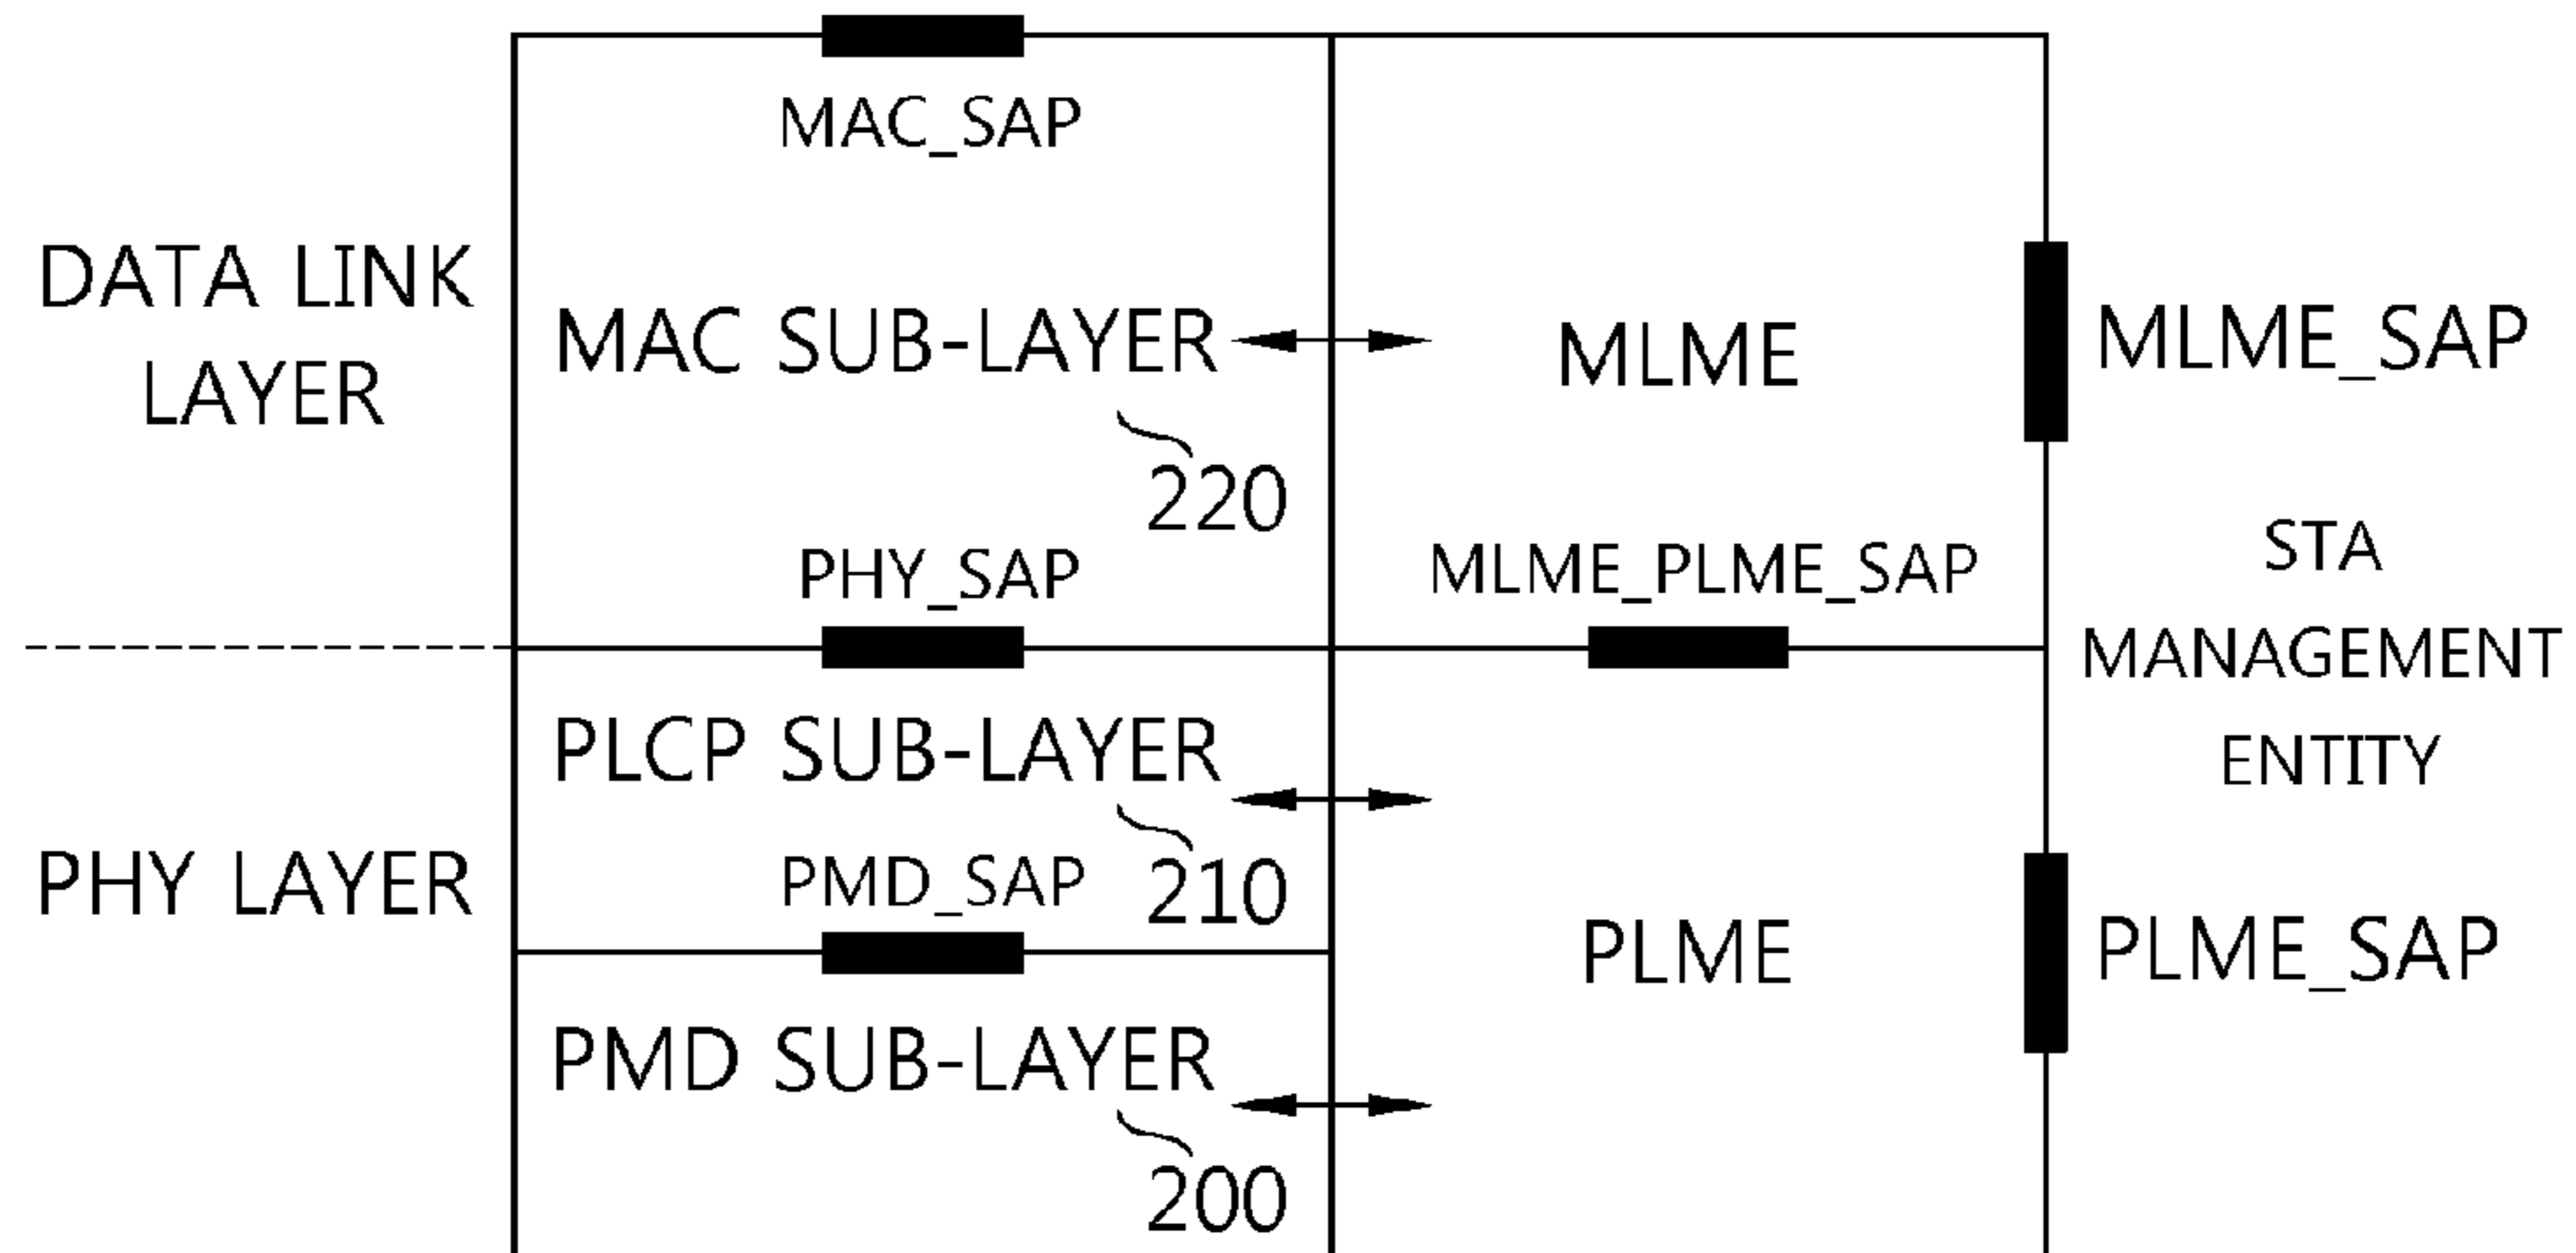 MAC_SAP
DATA LINK
LAYER
MAC SUB-LAYER
220
MLME
MLME_SAP
PHY_SAP
MLME_PLME_SAP
STA
MANAGEMENT
ENTITY
PHY LAYER
PLCP SUB-LAYER
210
PMD_SAP
PMD SUB-LAYER
200
PLME
PLME_SAP